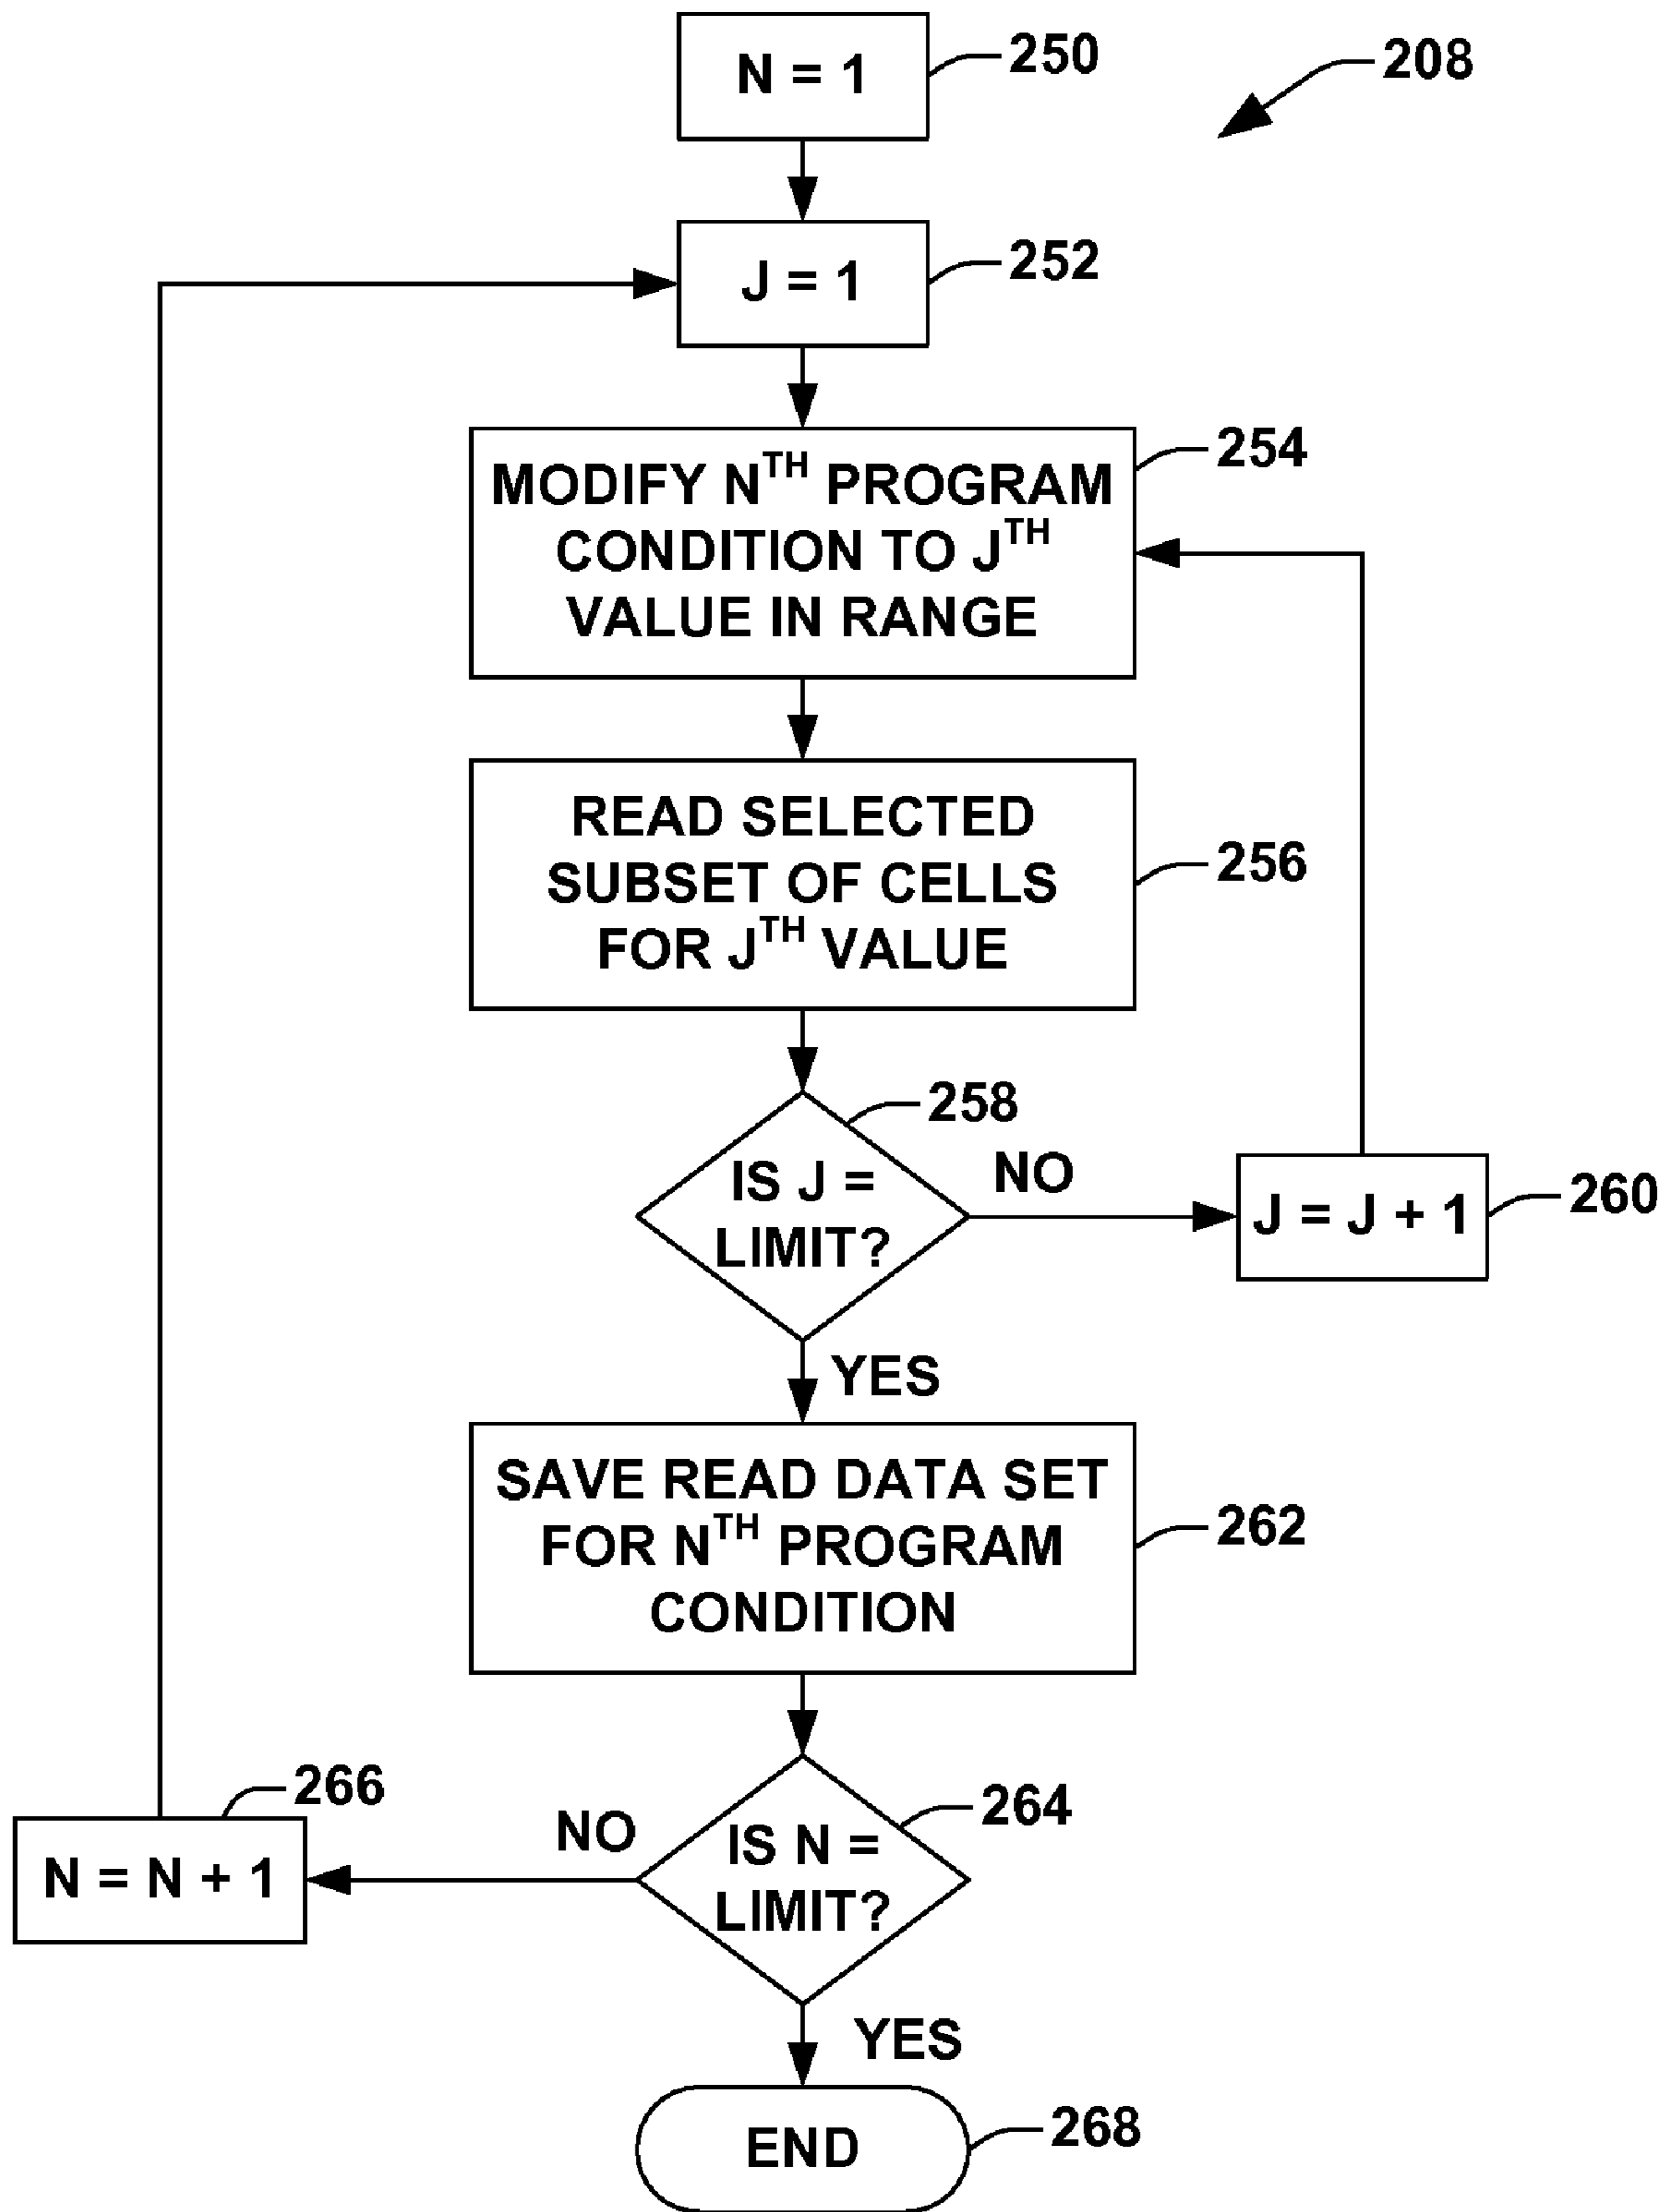 N = 1
250
208
J = 1
252
MODIFY Nᵀᴴ PROGRAM
CONDITION TO Jᵀᴴ
VALUE IN RANGE
254
READ SELECTED
SUBSET OF CELLS
FOR Jᵀᴴ VALUE
256
258
IS J =
LIMIT?
NO
J = J + 1
260
YES
SAVE READ DATA SET
FOR Nᵀᴴ PROGRAM
CONDITION
262
264
IS N =
LIMIT?
NO
266
N = N + 1
YES
END
268